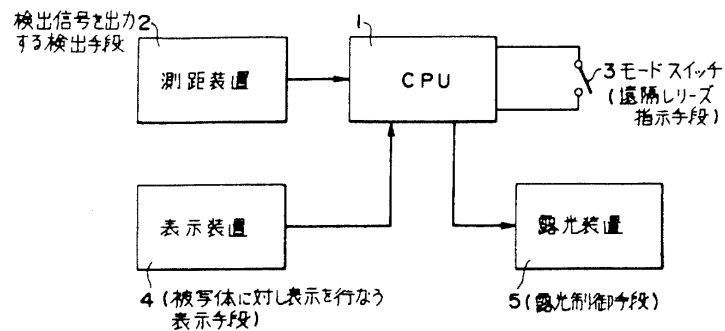 検出信号を出力
する検出手段
2
測距装置
1
CPU
3 モードスイッチ
(遠隔レリーズ
指示手段)
表示装置
露光装置
4 (被写体に対し表示を行なう
表示手段)
5 (露光制御手段)